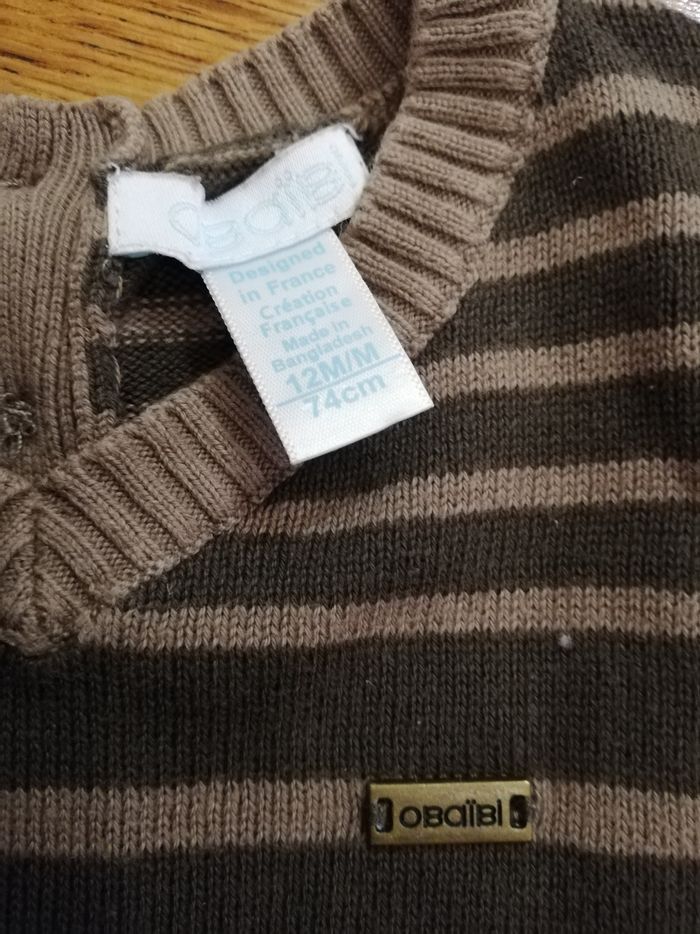 Obaïbi
Designed
in France
Création
Française
Made in
Bangladesh
12M/M
74cm
OBaïBi